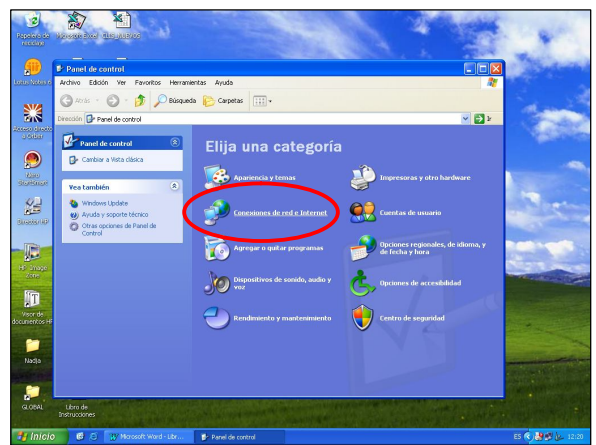 Papelera de
reciclaje
Microsoft Excel
Lotus Notes
Acceso directo
a Orber
Nero
StartSmart
Director HP
HP Image
Zone
Visor de
documentos HP
Nadja
GLOBAL
Libro de
Instrucciones
Panel de control
Archivo Edición Ver Favoritos Herramientas Ayuda
Atrás Búsqueda Carpetas
Dirección Panel de control Ir
Panel de control
Cambiar a Vista clásica
Vea también
Windows Update
Ayuda y soporte técnico
Otras opciones de Panel de
Control
Elija una categoría
Apariencia y temas
Impresoras y otro hardware
Conexiones de red e Internet
Cuentas de usuario
Agregar o quitar programas
Opciones regionales, de idioma, y
de fecha y hora
Dispositivos de sonido, audio y
voz
Opciones de accesibilidad
Rendimiento y mantenimiento
Centro de seguridad
Inicio
Microsoft Word - Libr...
Panel de control
ES
12:20